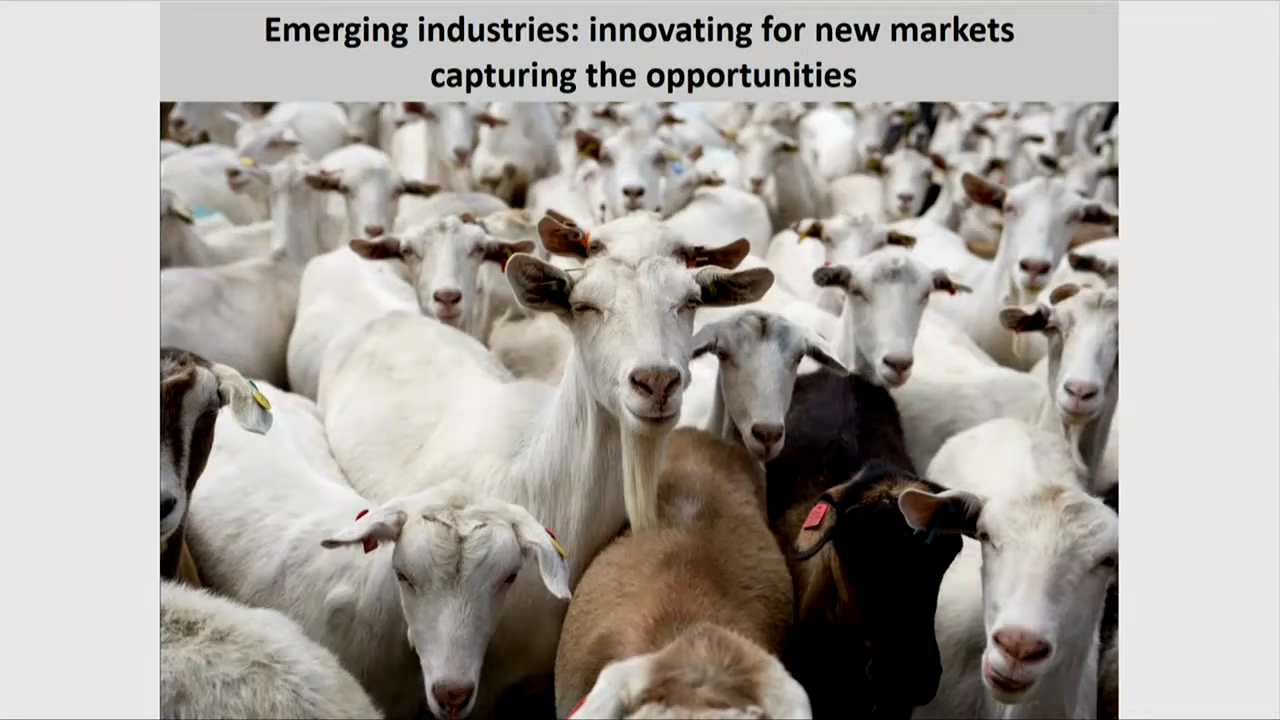 Emerging industries: innovating for new markets
capturing the opportunities